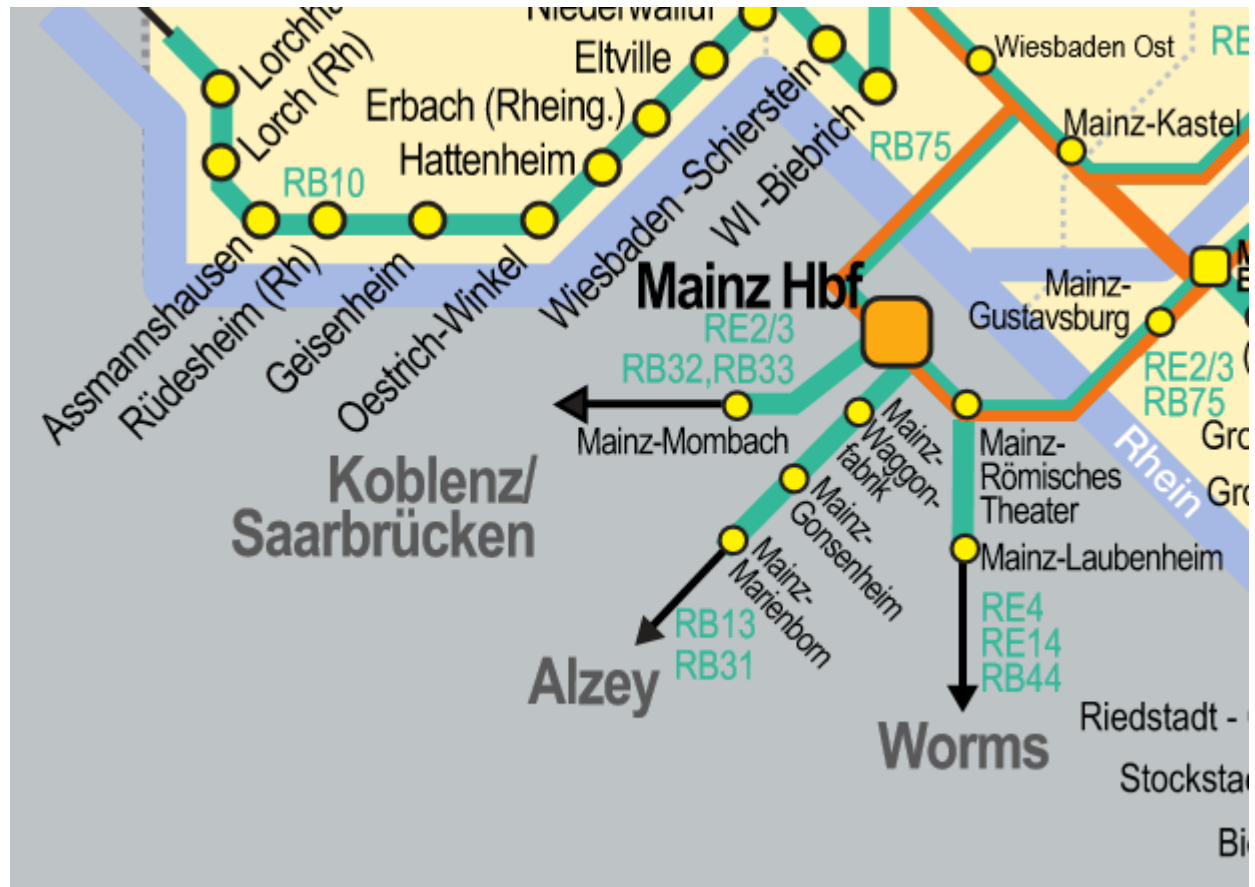 Niederwalluf
Eltville
Erbach (Rheing.)
Hattenheim
Lorch (Rh)
RB10
Assmannshausen
Rüdesheim (Rh)
Geisenheim
Oestrich-Winkel
Wiesbaden -Schierstein
WI -Biebrich
RB75
Wiesbaden Ost
RE
Mainz-Kastel
Mainz Hbf
RE2/3
RB32,RB33
Mainz-
Gustavsburg
RE2/3
RB75
Mainz-Mombach
Koblenz/
Saarbrücken
Mainz-
Waggon-
fabrik
Mainz-
Gonsenheim
Mainz-
Marienborn
Mainz-
Römisches
Theater
Mainz-Laubenheim
Rhein
RB13
RB31
Alzey
RE4
RE14
RB44
Worms
Riedstadt -